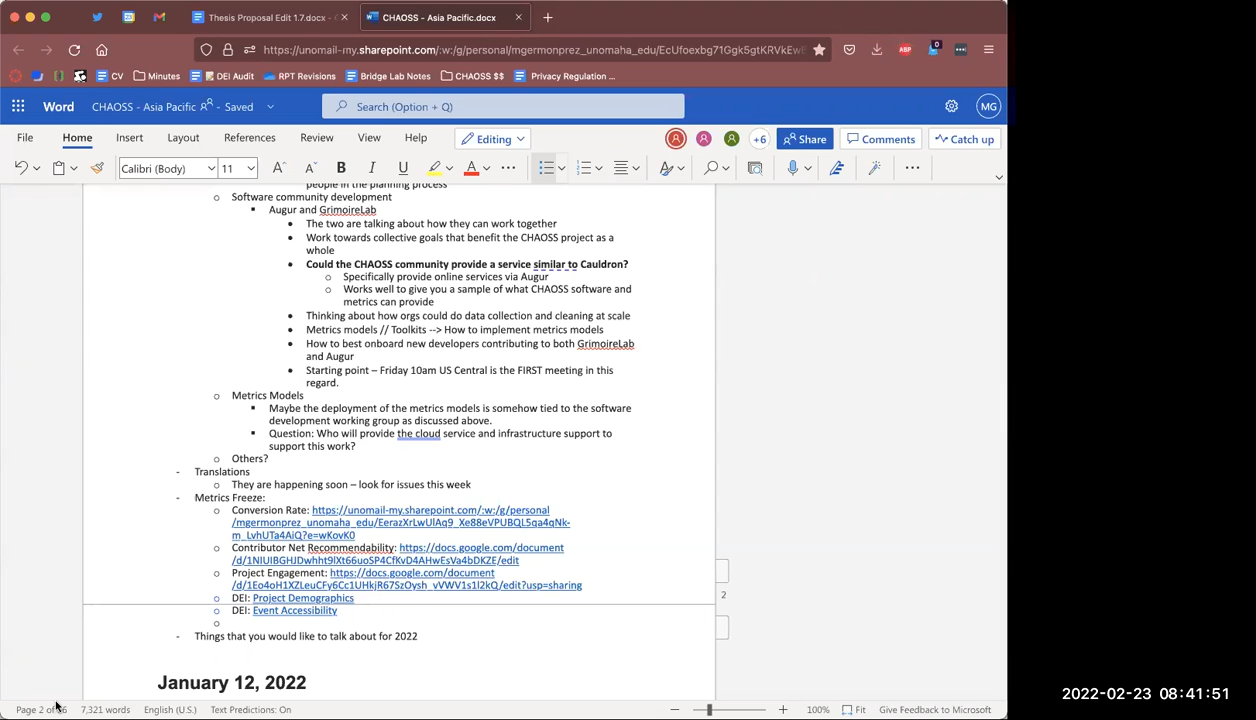 Thesis Proposal Edit 1.7.docx -
CHAOSS - Asia Pacific.docx
https://unomail-my.sharepoint.com/:w:/g/personal/mgermonprez_unomaha_edu/EcUfoexbg71Ggk5gtKRVkEwB
CV Minutes DEI Audit RPT Revisions Bridge Lab Notes CHAOSS $$ Privacy Regulation ...
Word CHAOSS - Asia Pacific - Saved Search (Option + Q) MG
File Home Insert Layout References Review View Help Editing +6 Share Comments Catch up
Calibri (Body) 11 B I U A
people in the planning process
o Software community development
Augur and GrimoireLab
The two are talking about how they can work together
Work towards collective goals that benefit the CHAOSS project as a
whole
Could the CHAOSS community provide a service similar to Cauldron?
o Specifically provide online services via Augur
o Works well to give you a sample of what CHAOSS software and
metrics can provide
Thinking about how orgs could do data collection and cleaning at scale
Metrics models // Toolkits --> How to implement metrics models
How to best onboard new developers contributing to both GrimoireLab
and Augur
Starting point – Friday 10am US Central is the FIRST meeting in this
regard.
o Metrics Models
Maybe the deployment of the metrics models is somehow tied to the software
development working group as discussed above.
Question: Who will provide the cloud service and infrastructure support to
support this work?
o Others?
- Translations
o They are happening soon – look for issues this week
- Metrics Freeze:
o Conversion Rate: https://unomail-my.sharepoint.com/:w:/g/personal
/mgermonprez_unomaha_edu/EerazXrLwUlAq9_Xe88eVPUBQL5qa4qNk-
m_LvhUTa4AiQ?e=wKovK0
o Contributor Net Recommendability: https://docs.google.com/document
/d/1NIUIBGHJDwhht9lXt66uoSP4CfKvD4AHwEsVa4bDKZE/edit
o Project Engagement: https://docs.google.com/document
/d/1Eo4oH1XZLeuCFy6Cc1UHkjR67SzOysh_vVWV1s1l2kQ/edit?usp=sharing
o DEI: Project Demographics
o DEI: Event Accessibility
o
- Things that you would like to talk about for 2022
2
January 12, 2022
Page 2 of 7,321 words English (U.S.) Text Predictions: On 100% Fit Give Feedback to Microsoft
2022-02-23 08:41:51